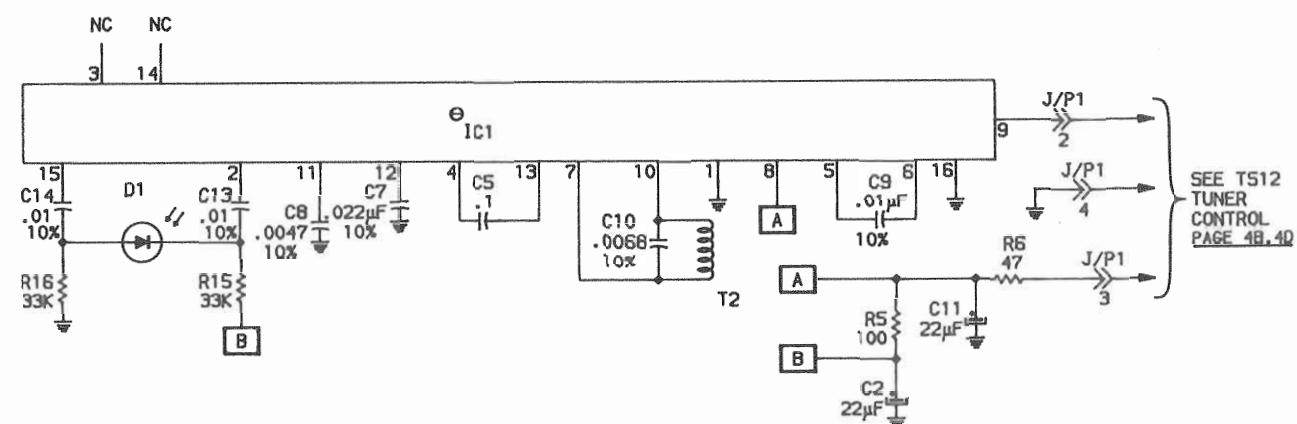 NC NC
3 14
IC1
9
J/P1
2
15 2 11 12 4 13 7 10 1 8 5 6 16
C14
.01
10%
D1
C13
.01
10%
C8
.0047
10%
C7
.022µF
10%
C5
.1
C10
.0068
10%
T2
A
C9
.01µF
10%
J/P1
4
SEE TS12
TUNER
CONTROL
PAGE 4B,4D
R16
33K
R15
33K
B
A
R6
47
J/P1
3
R5
100
C11
22µF
B
C2
22µF